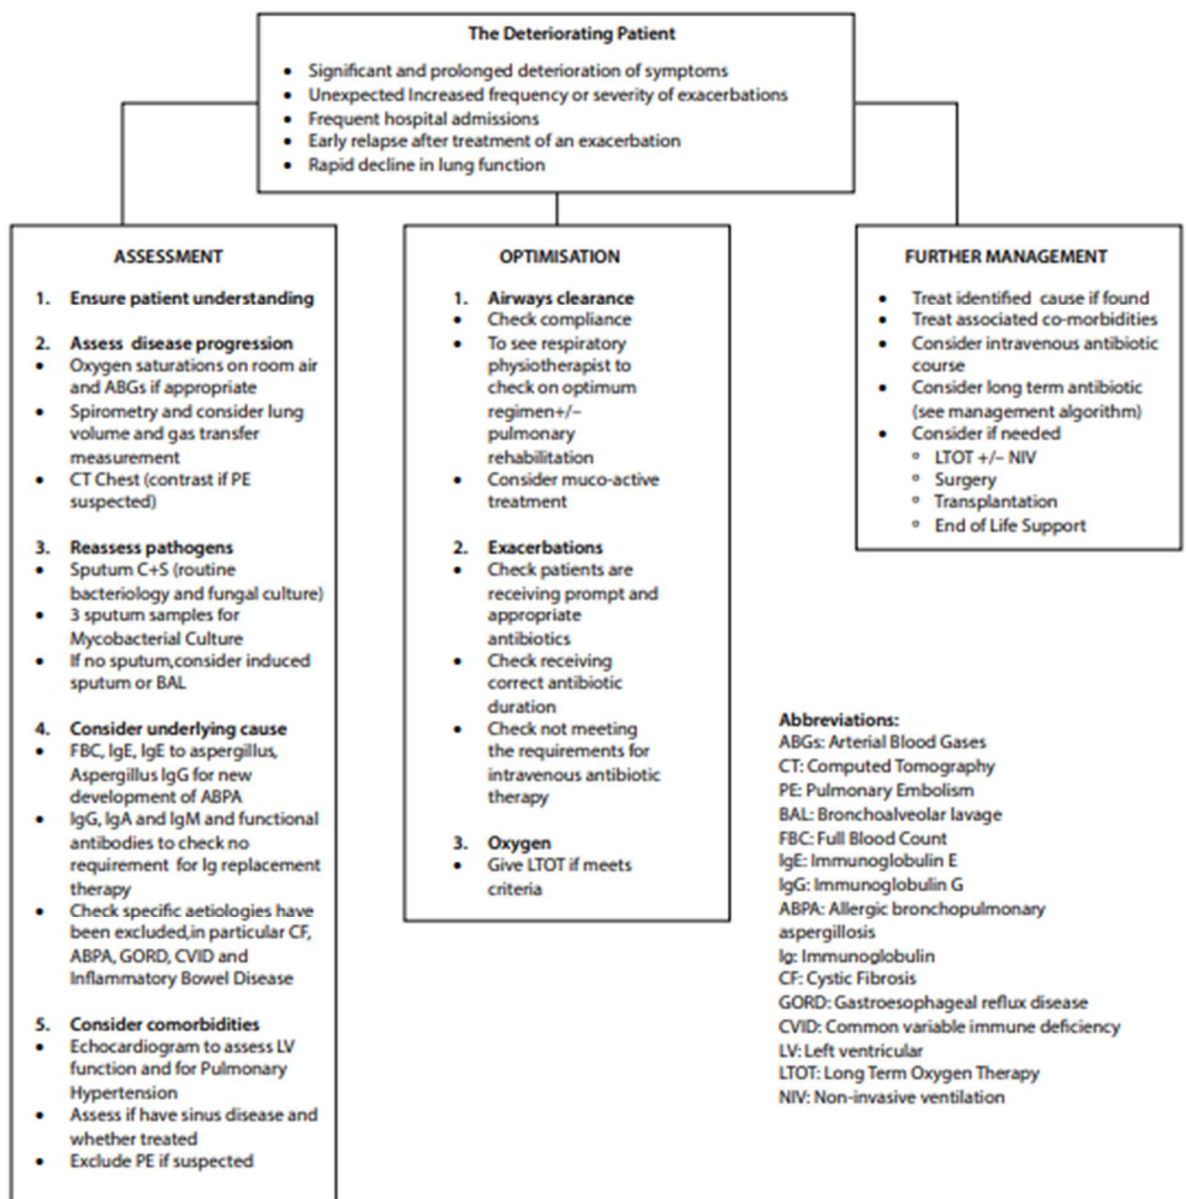 The Deteriorating Patient
• Significant and prolonged deterioration of symptoms
• Unexpected Increased frequency or severity of exacerbations
• Frequent hospital admissions
• Early relapse after treatment of an exacerbation
• Rapid decline in lung function
ASSESSMENT
1. Ensure patient understanding
2. Assess disease progression
• Oxygen saturations on room air
and ABGs if appropriate
• Spirometry and consider lung
volume and gas transfer
measurement
• CT Chest (contrast if PE
suspected)
3. Reassess pathogens
• Sputum C+S (routine
bacteriology and fungal culture)
• 3 sputum samples for
Mycobacterial Culture
• If no sputum,consider induced
sputum or BAL
4. Consider underlying cause
• FBC, IgE, IgE to aspergillus,
Aspergillus IgG for new
development of ABPA
• IgG, IgA and IgM and functional
antibodies to check no
requirement for Ig replacement
therapy
• Check specific aetiologies have
been excluded,in particular CF,
ABPA, GORD, CVID and
Inflammatory Bowel Disease
5. Consider comorbidities
• Echocardiogram to assess LV
function and for Pulmonary
Hypertension
• Assess if have sinus disease and
whether treated
• Exclude PE if suspected
OPTIMISATION
1. Airways clearance
• Check compliance
• To see respiratory
physiotherapist to
check on optimum
regimen+/–
pulmonary
rehabilitation
• Consider muco-active
treatment
2. Exacerbations
• Check patients are
receiving prompt and
appropriate
antibiotics
• Check receiving
correct antibiotic
duration
• Check not meeting
the requirements for
intravenous antibiotic
therapy
3. Oxygen
• Give LTOT if meets
criteria
FURTHER MANAGEMENT
• Treat identified cause if found
• Treat associated co-morbidities
• Consider intravenous antibiotic
course
• Consider long term antibiotic
(see management algorithm)
• Consider if needed
° LTOT +/– NIV
° Surgery
° Transplantation
° End of Life Support
Abbreviations:
ABGs: Arterial Blood Gases
CT: Computed Tomography
PE: Pulmonary Embolism
BAL: Bronchoalveolar lavage
FBC: Full Blood Count
IgE: Immunoglobulin E
IgG: Immunoglobulin G
ABPA: Allergic bronchopulmonary
aspergillosis
Ig: Immunoglobulin
CF: Cystic Fibrosis
GORD: Gastroesophageal reflux disease
CVID: Common variable immune deficiency
LV: Left ventricular
LTOT: Long Term Oxygen Therapy
NIV: Non-invasive ventilation